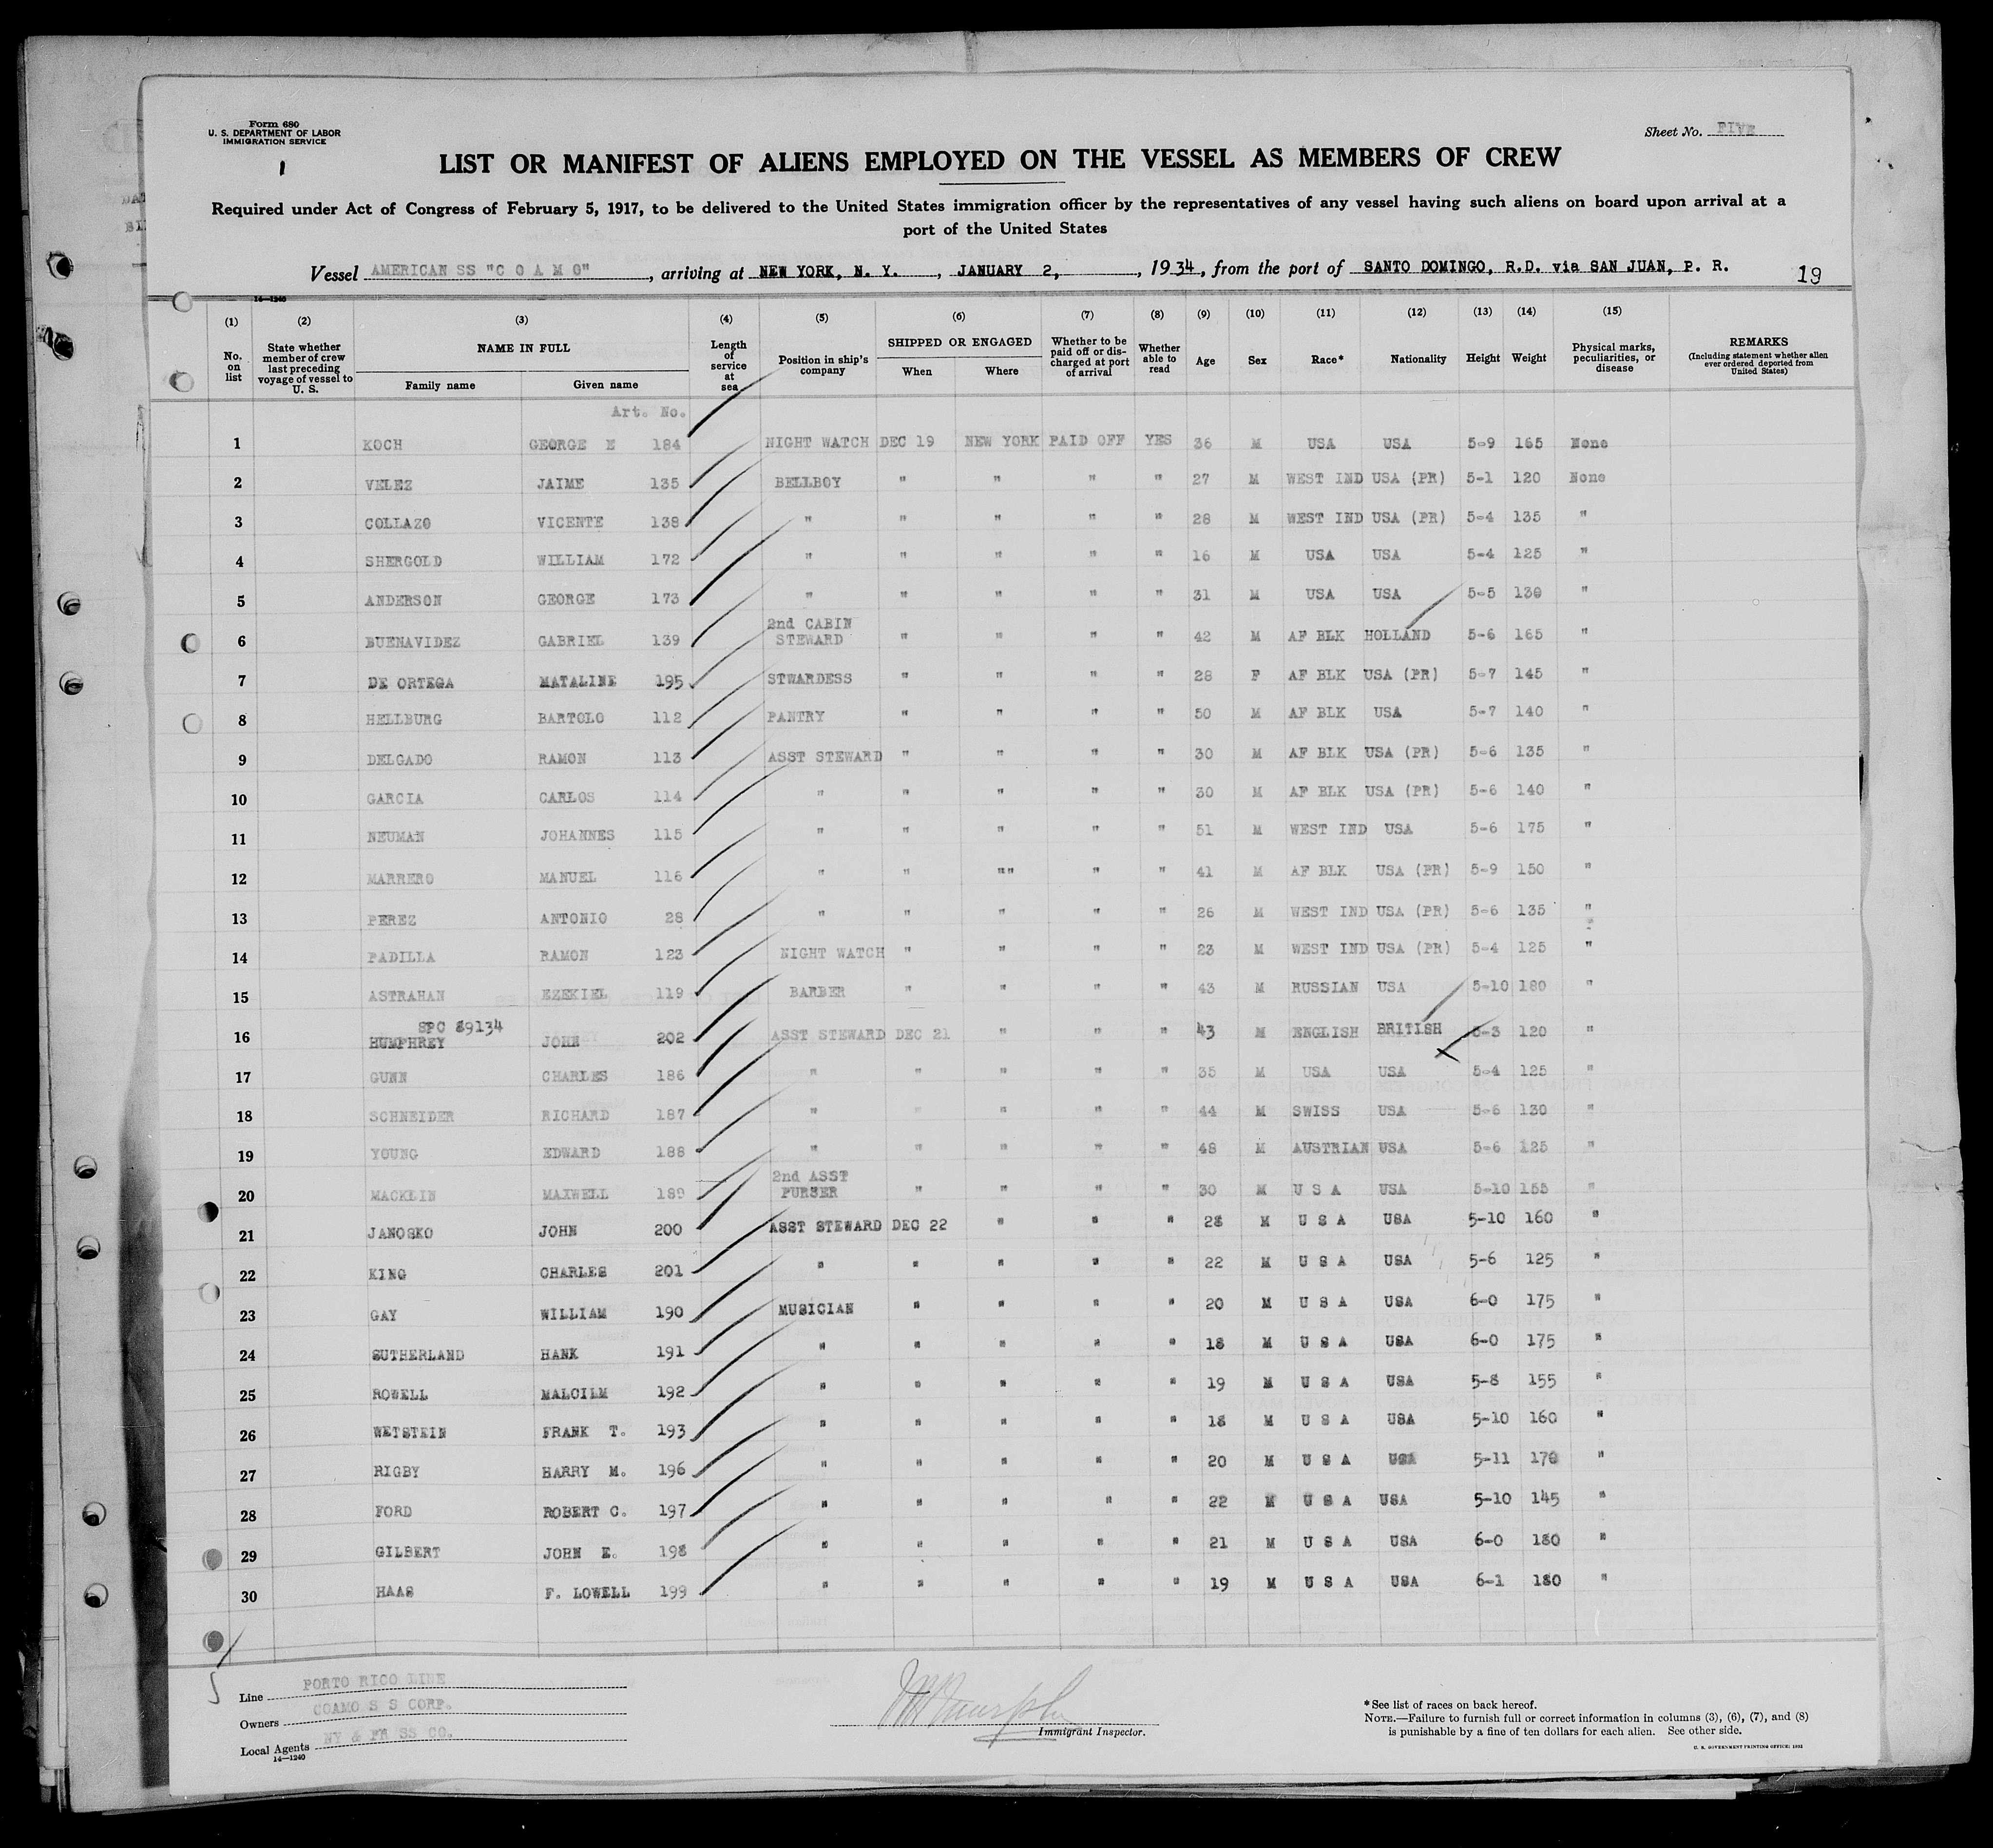 Form 680
U. S. DEPARTMENT OF LABOR
IMMIGRATION SERVICE
Sheet No. FIVE
LIST OR MANIFEST OF ALIENS EMPLOYED ON THE VESSEL AS MEMBERS OF CREW
Required under Act of Congress of February 5, 1917, to be delivered to the United States immigration officer by the representatives of any vessel having such aliens on board upon arrival at a
port of the United States
Vessel AMERICAN SS "C O A M O", arriving at NEW YORK, N. Y., JANUARY 2,, 1934, from the port of SANTO DOMINGO, R.D. via SAN JUAN, P. R. 19
14—1240
(1) (2) (3) (4) (5) (6) (7) (8) (9) (10) (11) (12) (13) (14) (15)
No. on list State whether member of crew last preceding voyage of vessel to U. S. NAME IN FULL Family name Given name Length of service at sea Position in ship's company SHIPPED OR ENGAGED When Where Whether to be paid off or discharged at port of arrival Whether able to read Age Sex Race* Nationality Height Weight Physical marks, peculiarities, or disease REMARKS (Including statement whether alien ever ordered deported from United States)
Art. No.
1 KOCH GEORGE E 184 NIGHT WATCH DEC 19 NEW YORK PAID OFF YES 36 M USA USA 5-9 165 None
2 VELEZ JAIME 135 BELLBOY " " " " 27 M WEST IND USA (PR) 5-1 120 None
3 COLLAZO VICENTE 138 " " " " " 28 M WEST IND USA (PR) 5-4 135 "
4 SHERGOLD WILLIAM 172 " " " " " 16 M USA USA 5-4 125 "
5 ANDERSON GEORGE 173 " " " " " 31 M USA USA 5-5 130 "
6 BUENAVIDEZ GABRIEL 139 2nd CABIN STEWARD " " " " 42 M AF BLK HOLLAND 5-6 165 "
7 DE ORTEGA MATALINE 195 STWARDESS " " " " 28 F AF BLK USA (PR) 5-7 145 "
8 HELLBURG BARTOLO 112 PANTRY " " " " 50 M AF BLK USA 5-7 140 "
9 DELGADO RAMON 113 ASST STEWARD " " " " 30 M AF BLK USA (PR) 5-6 135 "
10 GARCIA CARLOS 114 " " " " " 30 M AF BLK USA (PR) 5-6 140 "
11 NEUMAN JOHANNES 115 " " " " " 51 M WEST IND USA 5-6 175 "
12 MARRERO MANUEL 116 " " "" " " 41 M AF BLK USA (PR) 5-9 150 "
13 PEREZ ANTONIO 28 " " " " " 26 M WEST IND USA (PR) 5-6 135 "
14 PADILLA RAMON 123 NIGHT WATCH " " " " 23 M WEST IND USA (PR) 5-4 125 "
15 ASTRAHAN EZEKIEL 119 BARBER " " " " 43 M RUSSIAN USA 5-10 180 "
SPC 89134
16 HUMPHREY JOHN 202 ASST STEWARD DEC 21 " " " 43 M ENGLISH BRITISH 5-3 120 "
17 GUNN CHARLES 186 " " " " " 35 M USA USA 5-4 125 "
18 SCHNEIDER RICHARD 187 " " " " " 44 M SWISS USA 5-6 130 "
19 YOUNG EDWARD 188 " " " " " 48 M AUSTRIAN USA 5-6 125 "
20 MACKLIN MAXWELL 189 2nd ASST PURSER " " " " 30 M U S A USA 5-10 155 "
21 JANOSKO JOHN 200 ASST STEWARD DEC 22 " " " 28 M U S A USA 5-10 160 "
22 KING CHARLES 201 " " " " " 22 M U S A USA 5-6 125 "
23 GAY WILLIAM 190 MUSICIAN " " " " 20 M U S A USA 6-0 175 "
24 SUTHERLAND HANK 191 " " " " " 18 M U S A USA 6-0 175 "
25 ROWELL MALCILM 192 " " " " " 19 M U S A USA 5-8 155 "
26 WETSTEIN FRANK T. 193 " " " " " 18 M U S A USA 5-10 160 "
27 RIGBY HARRY M. 196 " " " " " 20 M U S A USA 5-11 170 "
28 FORD ROBERT C. 197 " " " " " 22 M U S A USA 5-10 145 "
29 GILBERT JOHN E. 198 " " " " " 21 M U S A USA 6-0 180 "
30 HAAS F. LOWELL 199 " " " " " 19 M U S A USA 6-1 180 "
Line PORTO RICO LINE
Owners COAMO S S CORP.
Local Agents NY & PR SS CO.
14—1240
Immigrant Inspector.
*See list of races on back hereof.
NOTE.—Failure to furnish full or correct information in columns (3), (6), (7), and (8)
is punishable by a fine of ten dollars for each alien. See other side.
U. S. GOVERNMENT PRINTING OFFICE: 1932